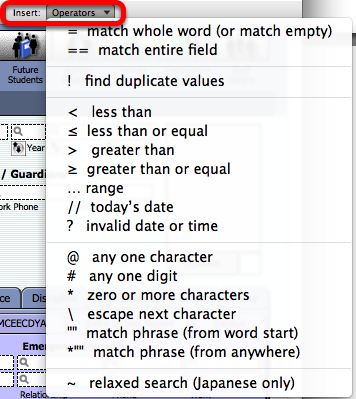 Insert: Operators
= match whole word (or match empty)
== match entire field
! find duplicate values
< less than
≤ less than or equal
> greater than
≥ greater than or equal
... range
// today's date
? invalid date or time
@ any one character
# any one digit
* zero or more characters
\ escape next character
"" match phrase (from word start)
*"" match phrase (from anywhere)
~ relaxed search (Japanese only)
Future
Students
Year
/ Guardi
rk Phone
ce Dis
MCEECDYA
Emer
Relationship